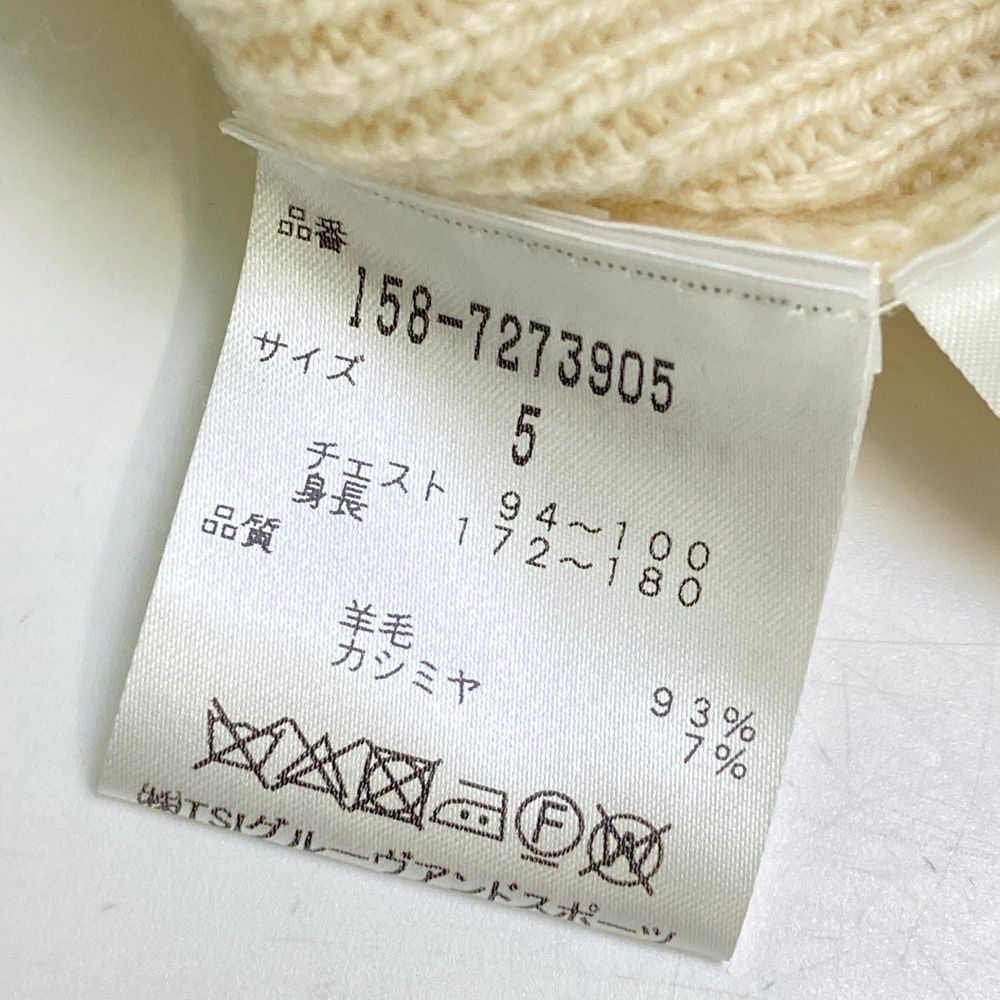 品番
158-7273905
サイズ
5
チェスト 94~100
身長 172~180
品質
羊毛 93%
カシミヤ 7%
F
W
㈱TSIグルーヴアンドスポーツ